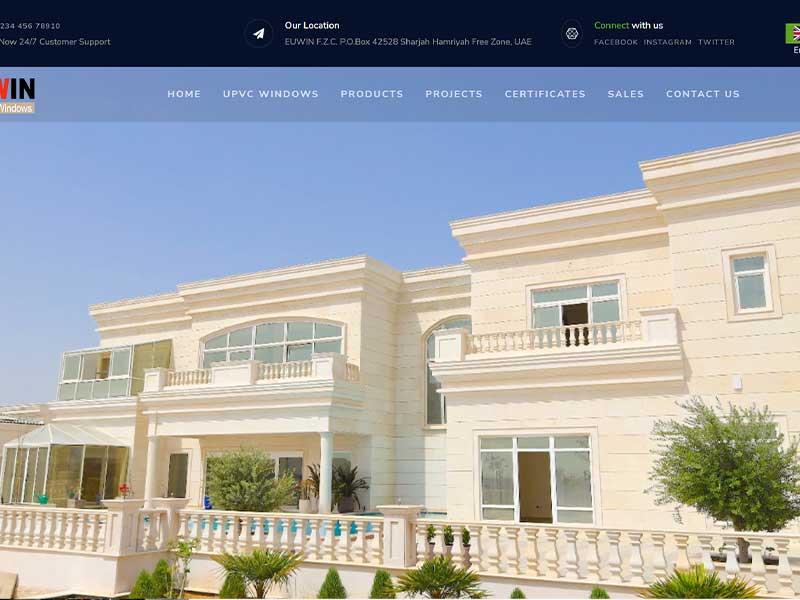 234 456 78910
Now 24/7 Customer Support
Our Location
EUWIN F.Z.C. P.O.Box 42528 Sharjah Hamriyah Free Zone, UAE
Connect with us
FACEBOOK INSTAGRAM TWITTER
En
WIN
Windows
HOME UPVC WINDOWS PRODUCTS PROJECTS CERTIFICATES SALES CONTACT US